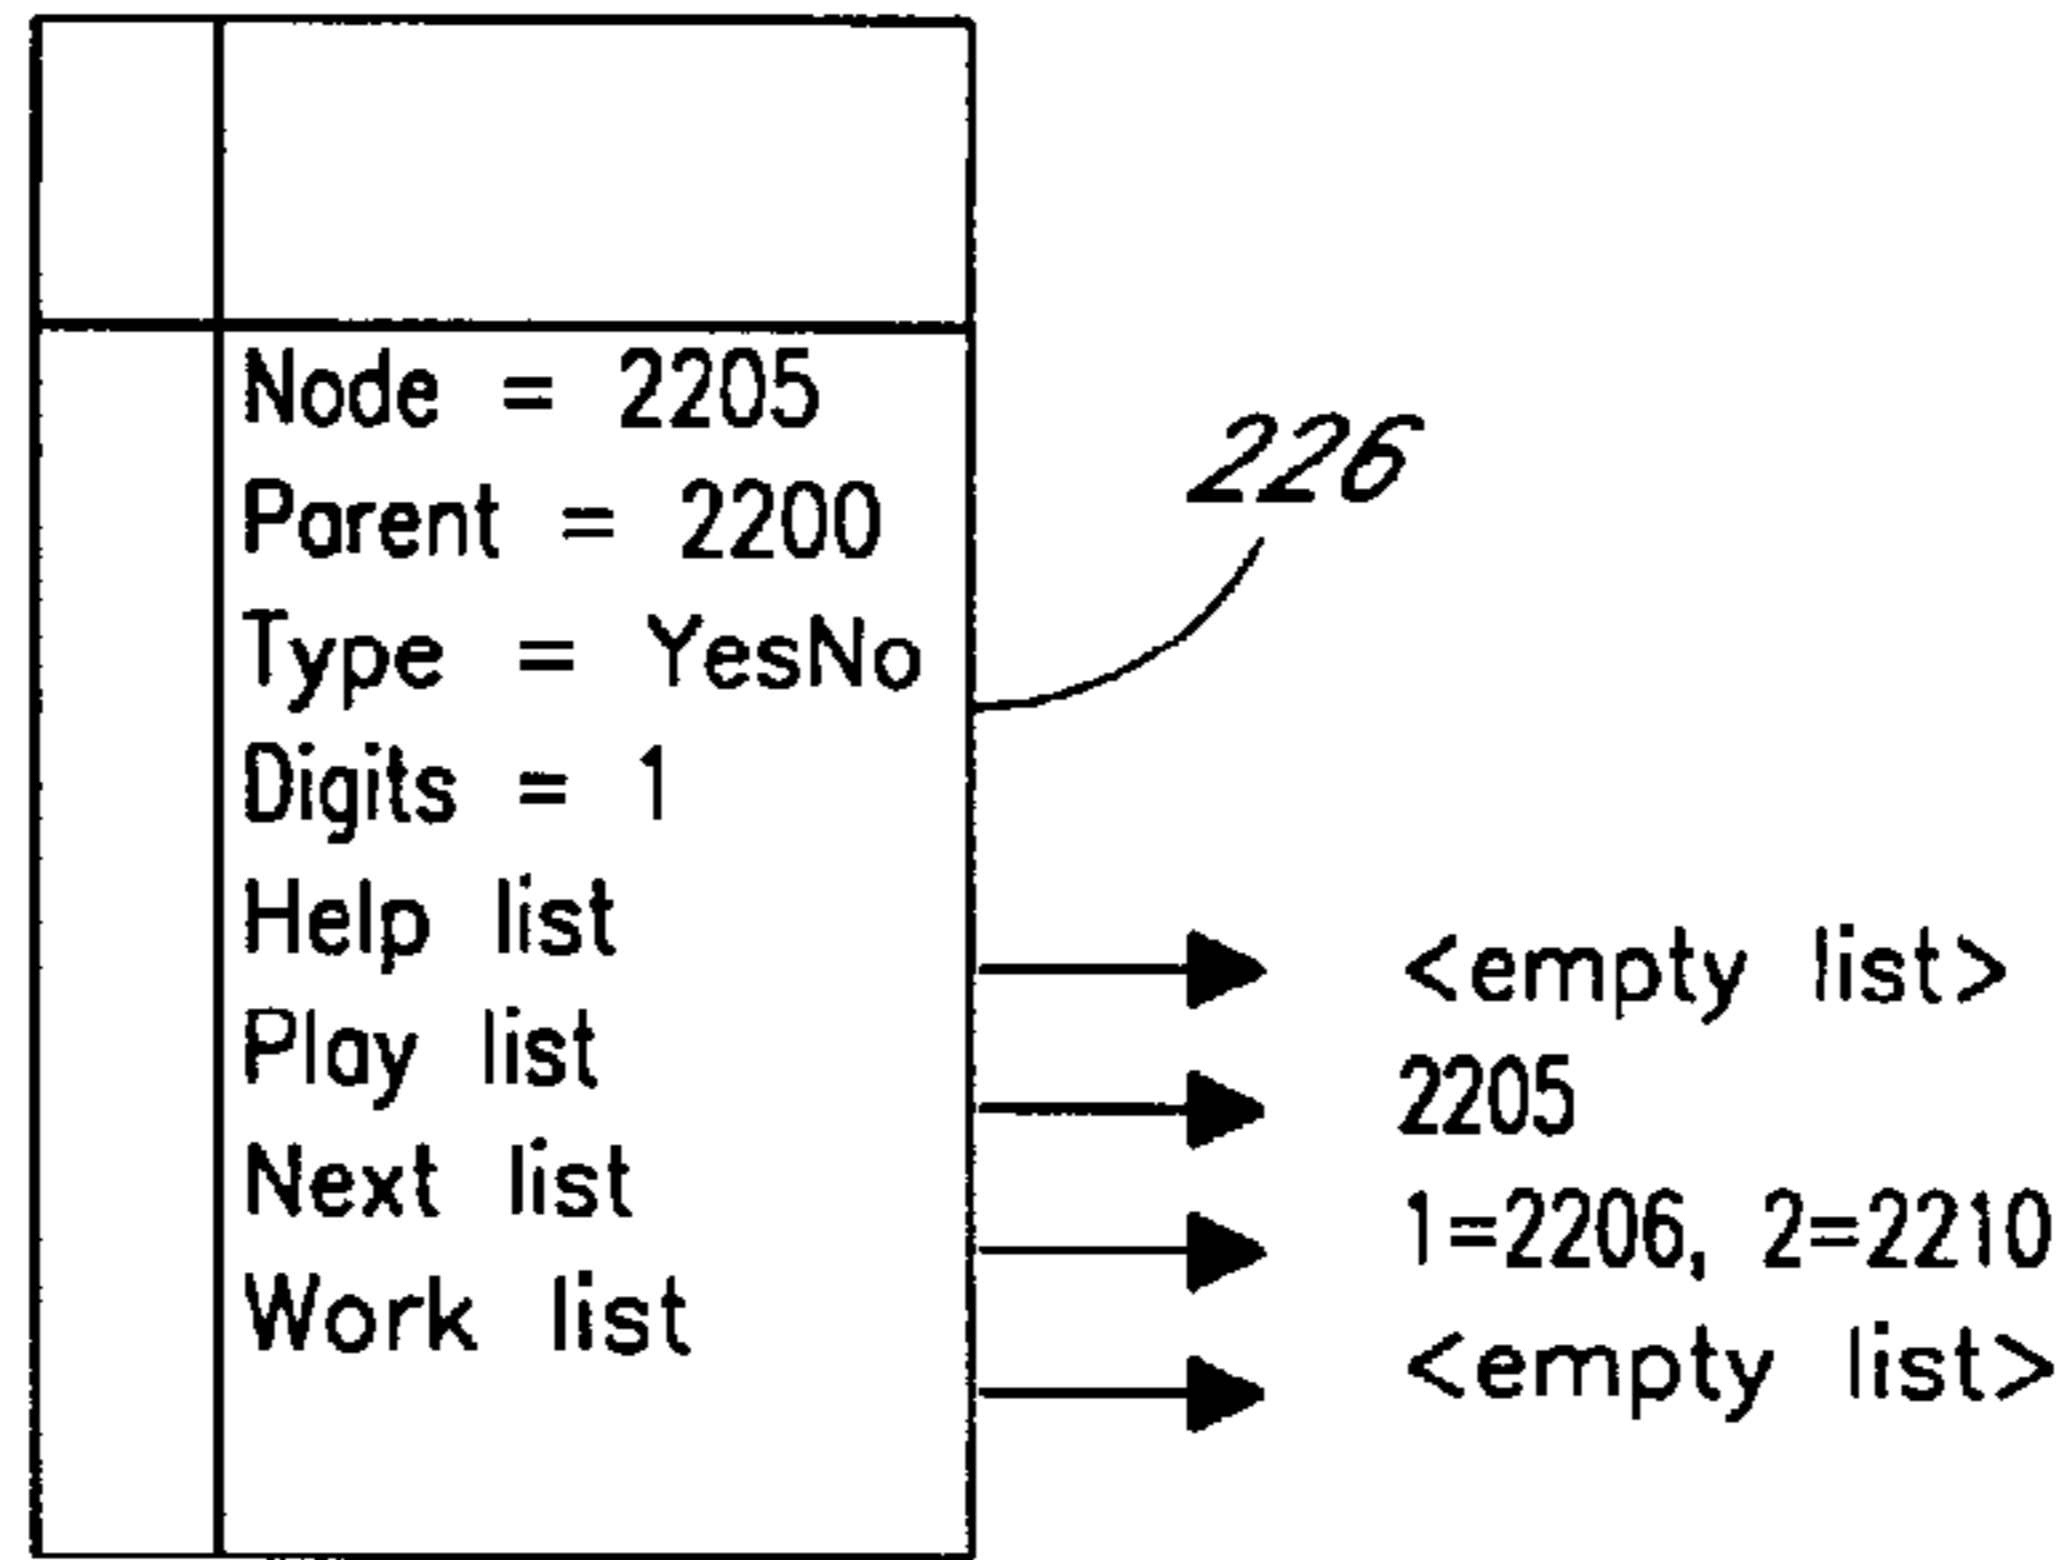 Node = 2205
226
Parent = 2200
Type = YesNo
Digits = 1
Help list
<empty list>
Play list
2205
Next list
1=2206, 2=2210
Work list
<empty list>